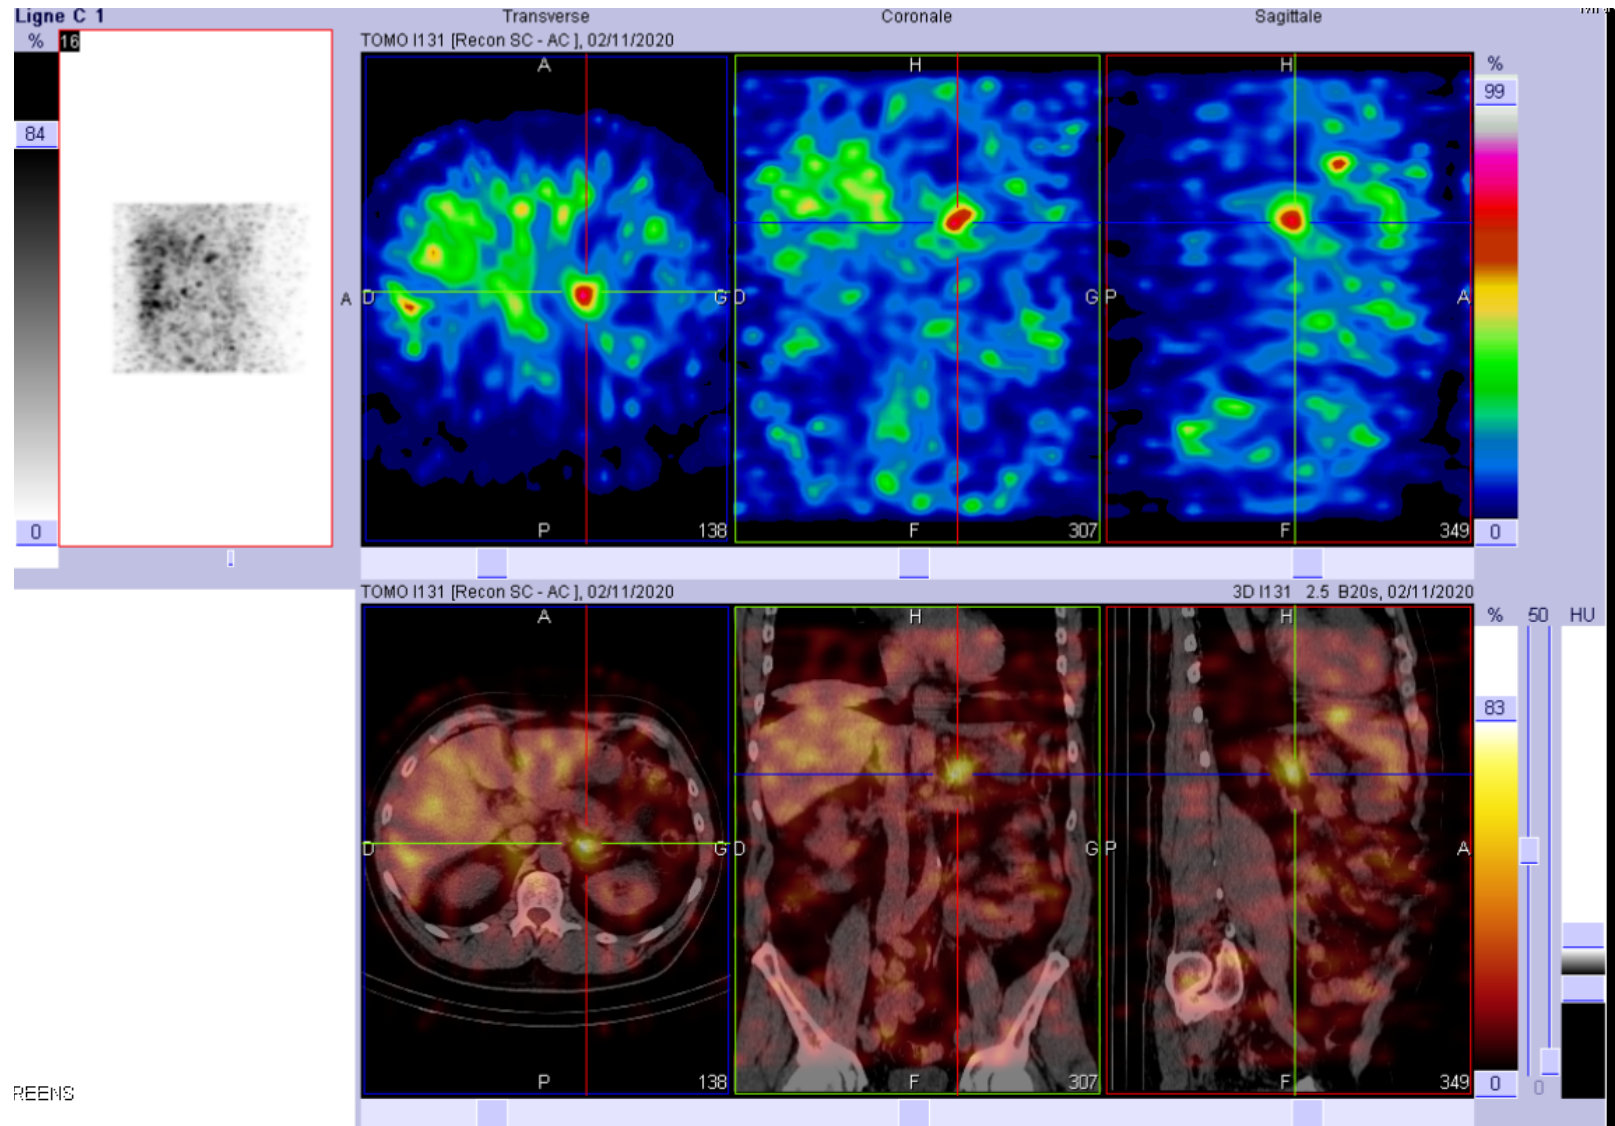 Ligne C 1
Transverse
Coronale
Sagittale
%
16
TOMO I131 [Recon SC - AC ], 02/11/2020
%
84
0
99
0
A
A
D
G
P
138
H
D
G
F
307
H
P
A
F
349
TOMO I131 [Recon SC - AC ], 02/11/2020
3D I131 2.5 B20s, 02/11/2020
%
50
HU
83
0
0
A
D
G
P
138
H
D
G
F
307
H
P
A
F
349
REENS